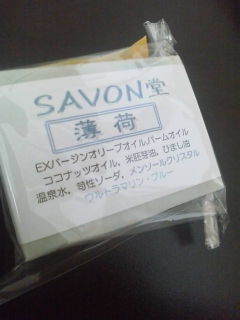 SAVON堂
薄荷
EXバージンオリーブオイル,パームオイル
ココナッツオイル, 米胚芽油, ひまし油
温泉水, 苛性ソーダ, メンソールクリスタル
ウルトラマリン・ブルー